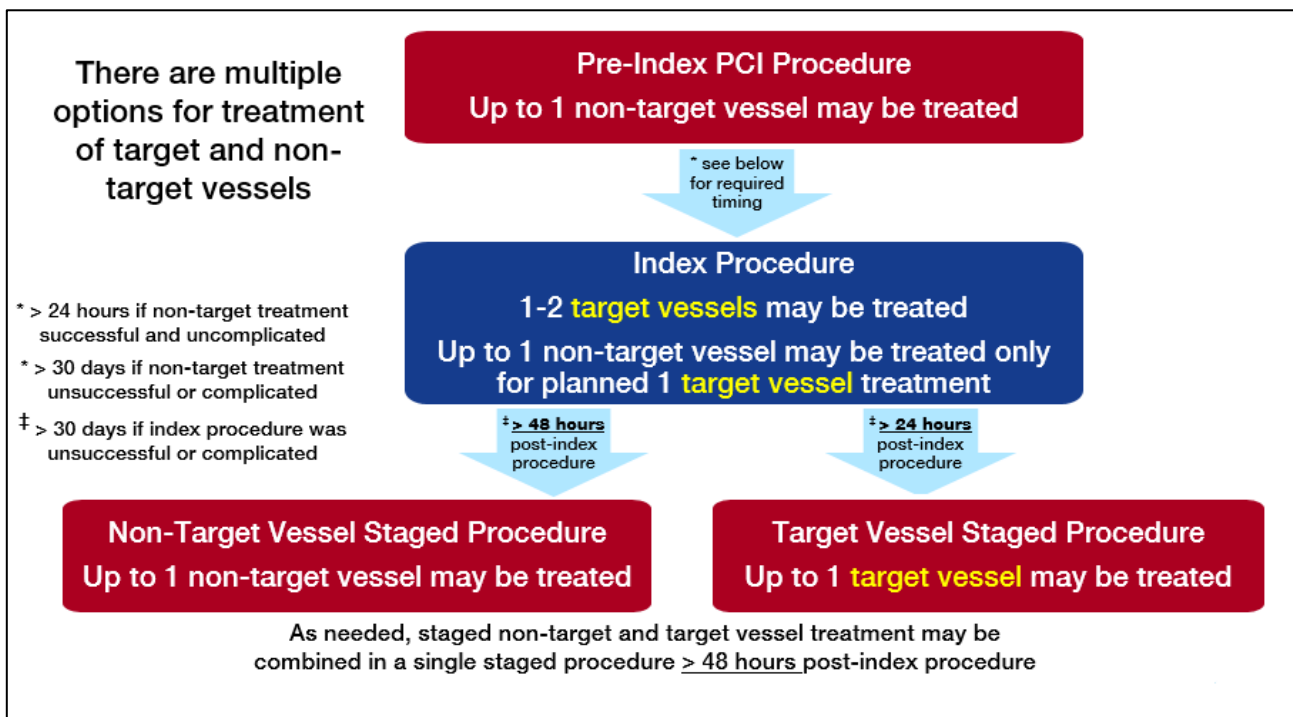 There are multiple
options for treatment
of target and non-
target vessels
Pre-Index PCI Procedure
Up to 1 non-target vessel may be treated
* see below
for required
timing
Index Procedure
1-2 target vessels may be treated
Up to 1 non-target vessel may be treated only
for planned 1 target vessel treatment
* > 24 hours if non-target treatment
successful and uncomplicated
* > 30 days if non-target treatment
unsuccessful or complicated
‡ > 30 days if index procedure was
unsuccessful or complicated
‡ > 48 hours
post-index
procedure
‡ > 24 hours
post-index
procedure
Non-Target Vessel Staged Procedure
Up to 1 non-target vessel may be treated
Target Vessel Staged Procedure
Up to 1 target vessel may be treated
As needed, staged non-target and target vessel treatment may be
combined in a single staged procedure > 48 hours post-index procedure